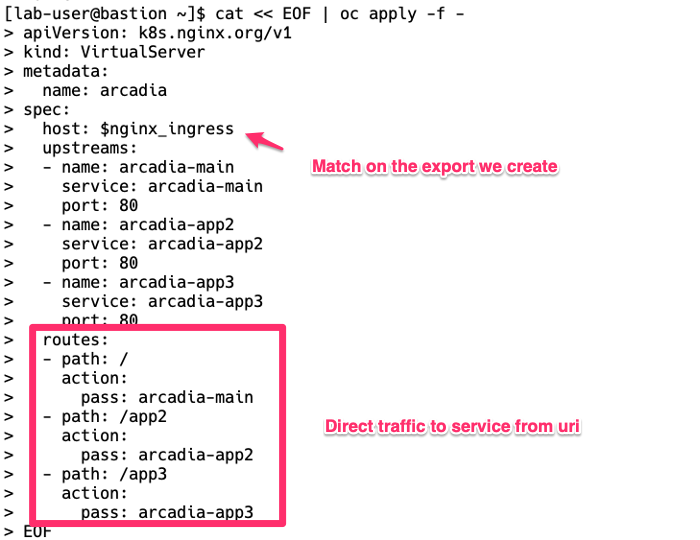 [lab-user@bastion ~]$ cat << EOF | oc apply -f -
> apiVersion: k8s.nginx.org/v1
> kind: VirtualServer
> metadata:
>   name: arcadia
> spec:
>   host: $nginx_ingress
Match on the export we create
>   upstreams:
>   - name: arcadia-main
>     service: arcadia-main
>     port: 80
>   - name: arcadia-app2
>     service: arcadia-app2
>     port: 80
>   - name: arcadia-app3
>     service: arcadia-app3
>     port: 80
>   routes:
>   - path: /
>     action:
>       pass: arcadia-main
>   - path: /app2
>     action:
>       pass: arcadia-app2
>   - path: /app3
>     action:
>       pass: arcadia-app3
Direct traffic to service from uri
> EOF